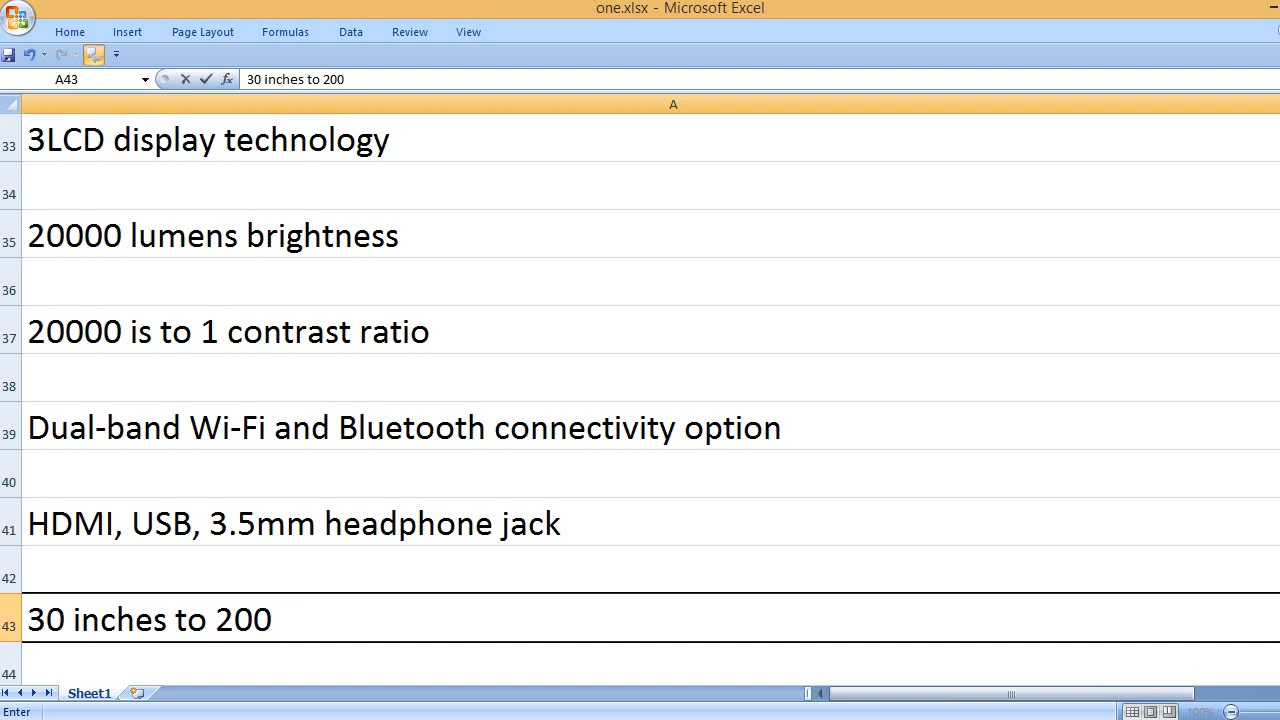 one.xlsx - Microsoft Excel
Home Insert Page Layout Formulas Data Review View
A43 fx 30 inches to 200
A
33 3LCD display technology
34
35 20000 lumens brightness
36
37 20000 is to 1 contrast ratio
38
39 Dual-band Wi-Fi and Bluetooth connectivity option
40
41 HDMI, USB, 3.5mm headphone jack
42
43 30 inches to 200
44
Sheet1
Enter 100%